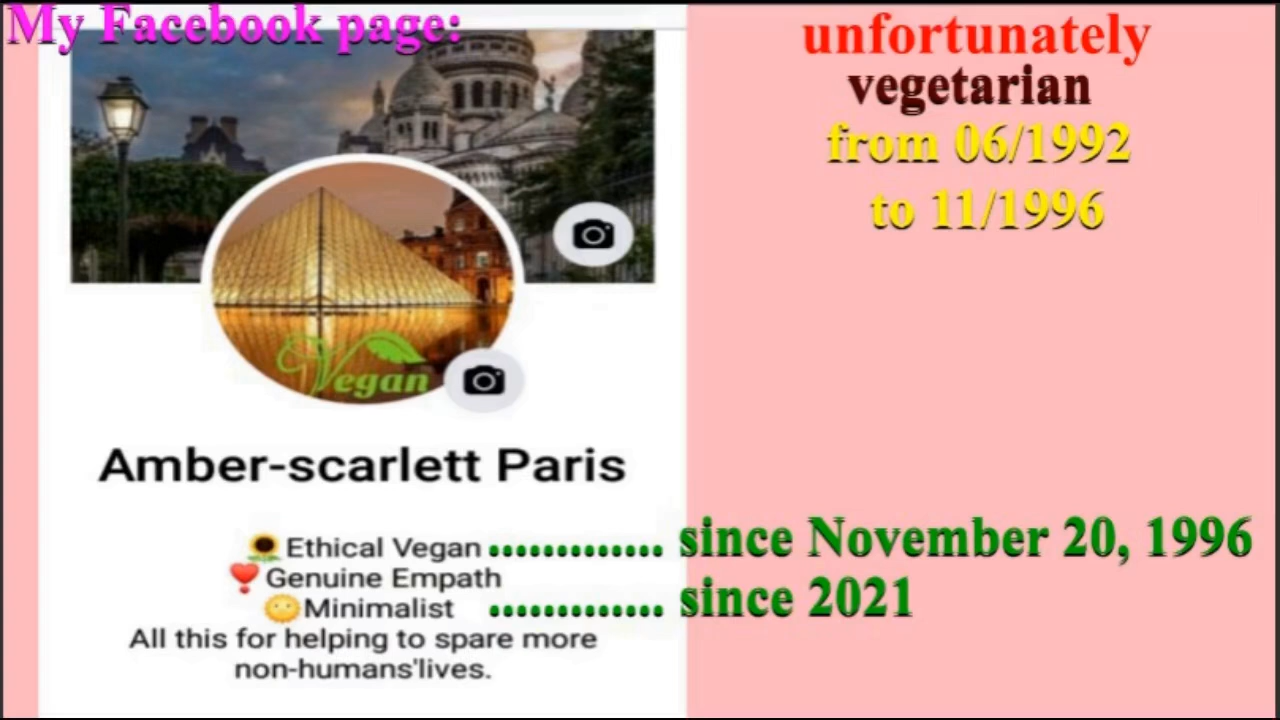 My Facebook page:
unfortunately
vegetarian
from 06/1992
to 11/1996
Vegan
Amber-scarlett Paris
🌻Ethical Vegan............. since November 20, 1996
❣️Genuine Empath
🌝Minimalist ............. since 2021
All this for helping to spare more
non-humans'lives.